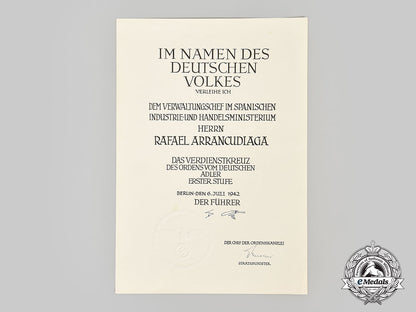 IM NAMEN DES
DEUTSCHEN
VOLKES
VERLEIHE ICH
DEM VERWALTUNGSCHEF IM SPANISCHEN
INDUSTRIE-UND HANDELSMINISTERIUM
HERRN
RAFAEL ARRANCUDIAGA
DAS VERDIENSTKREUZ
DES ORDENS VOM DEUTSCHEN
ADLER
ERSTER STUFE
BERLIN·DEN 6. JULI 1942
DER FÜHRER
DER CHEF DER ORDENSKANZLEI
STAATSMINISTER
eMedals